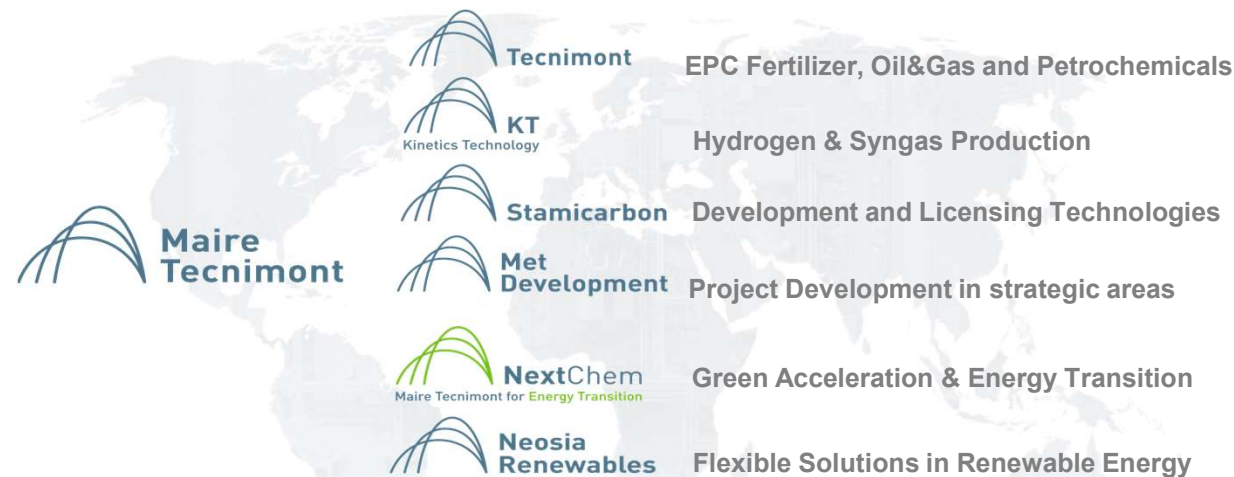 Tecnimont
EPC Fertilizer, Oil&Gas and Petrochemicals
KT
Kinetics Technology
Hydrogen & Syngas Production
Maire
Tecnimont
Stamicarbon
Development and Licensing Technologies
Met
Development
Project Development in strategic areas
NextChem
Maire Tecnimont for Energy Transition
Green Acceleration & Energy Transition
Neosia
Renewables
Flexible Solutions in Renewable Energy